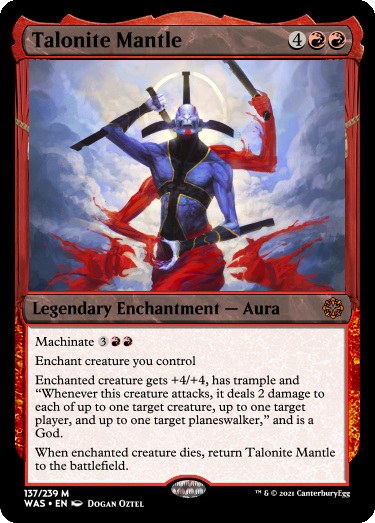 Talonite Mantle 4
Legendary Enchantment — Aura
Machinate 3
Enchant creature you control
Enchanted creature gets +4/+4, has trample and
“Whenever this creature attacks, it deals 2 damage to
each of up to one target creature, up to one target
player, and up to one target planeswalker,” and is a
God.
When enchanted creature dies, return Talonite Mantle
to the battlefield.
137/239 M
WAS • EN Dogan Oztel
™ & © 2021 CanterburyEgg